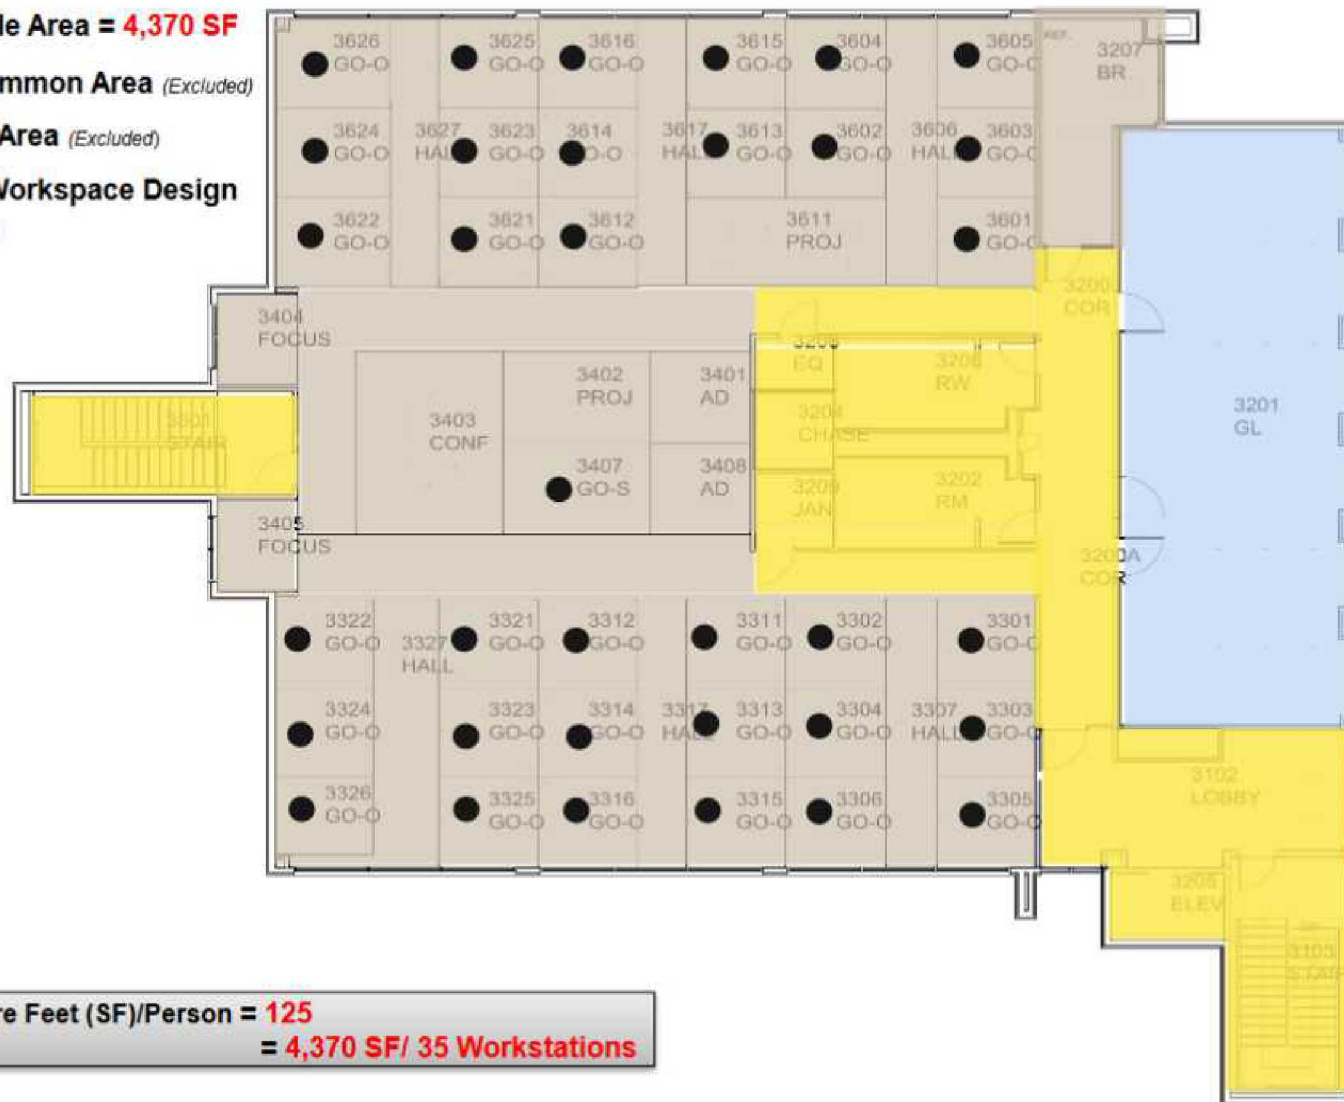 le Area = 4,370 SF
mmon Area (Excluded)
Area (Excluded)
Workspace Design
3626 GO-O
3625 GO-O
3616 GO-O
3615 GO-O
3604 GO-O
3605 GO-O
REF.
3207 BR
3624 GO-O
3627 HALL
3623 GO-O
3614 GO-O
3617 HALL
3613 GO-O
3602 GO-O
3606 HALL
3603 GO-O
3622 GO-O
3621 GO-O
3612 GO-O
3611 PROJ
3601 GO-O
3200 COR
3404 FOCUS
EQ
3206 RW
3402 PROJ
3401 AD
3403 CONF
3204 CHASE
3201 GL
STAIR
3407 GO-S
3408 AD
3209 JAN
3202 RM
3405 FOCUS
3200A COR
3322 GO-O
3327 HALL
3321 GO-O
3312 GO-O
3311 GO-O
3302 GO-O
3301 GO-O
3324 GO-O
3323 GO-O
3314 GO-O
3317 HALL
3313 GO-O
3304 GO-O
3307 HALL
3303 GO-O
3102 LOBBY
3326 GO-O
3325 GO-O
3316 GO-O
3315 GO-O
3306 GO-O
3305 GO-O
3205 ELEV
3103
re Feet (SF)/Person = 125
= 4,370 SF/ 35 Workstations